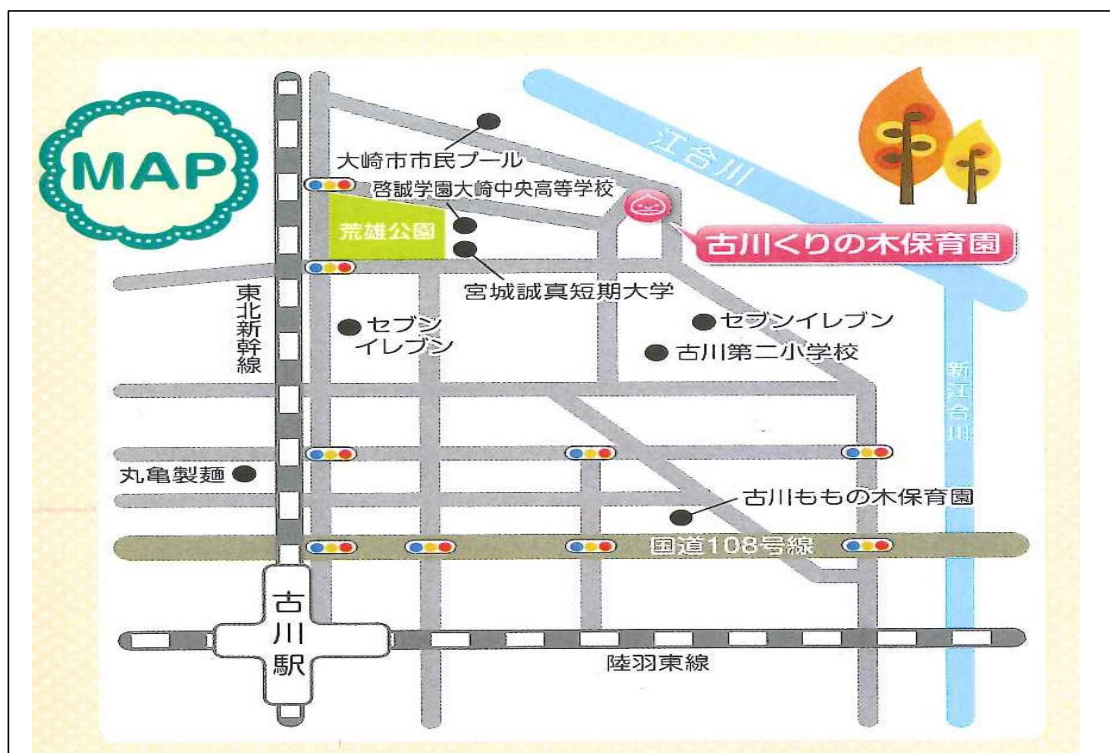 MAP
江合川
大崎市市民プール
啓誠学園大崎中央高等学校
荒雄公園
古川くりの木保育園
宮城誠真短期大学
東北新幹線
セブン
イレブン
セブンイレブン
古川第二小学校
新江合川
丸亀製麺
古川ももの木保育園
国道108号線
古川駅
陸羽東線